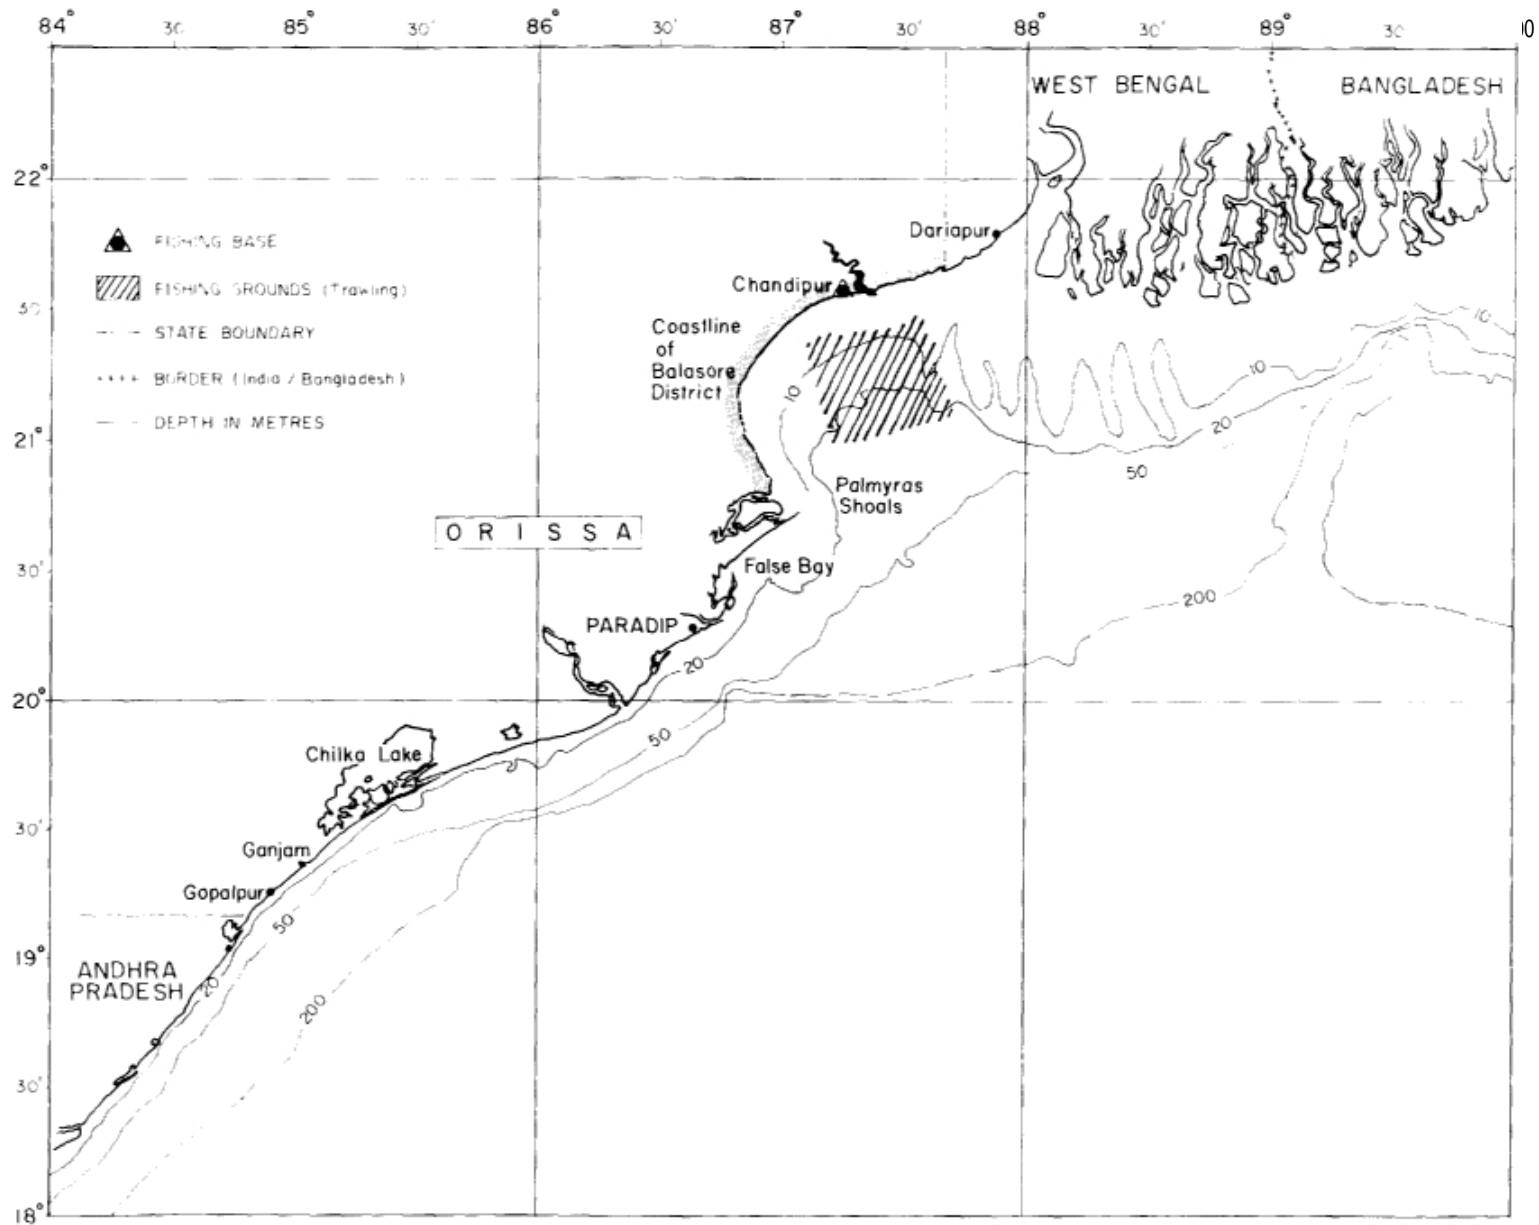 84° 30' 85° 30' 86° 30' 87° 30' 88° 30' 89° 30
WEST BENGAL BANGLADESH
22°
Dariapur
FISHING BASE
Chandipur
FISHING GROUNDS (Trawling)
30'
10
STATE BOUNDARY
Coastline
of
Balasore
District
BORDER (India / Bangladesh)
10
10
DEPTH IN METRES
20
21°
50
Palmyras
Shoals
ORISSA
30'
False Bay
200
PARADIP
20
20°
50
Chilka Lake
30'
Ganjam
Gopalpur
50
19°
ANDHRA
PRADESH
20
200
30'
18°